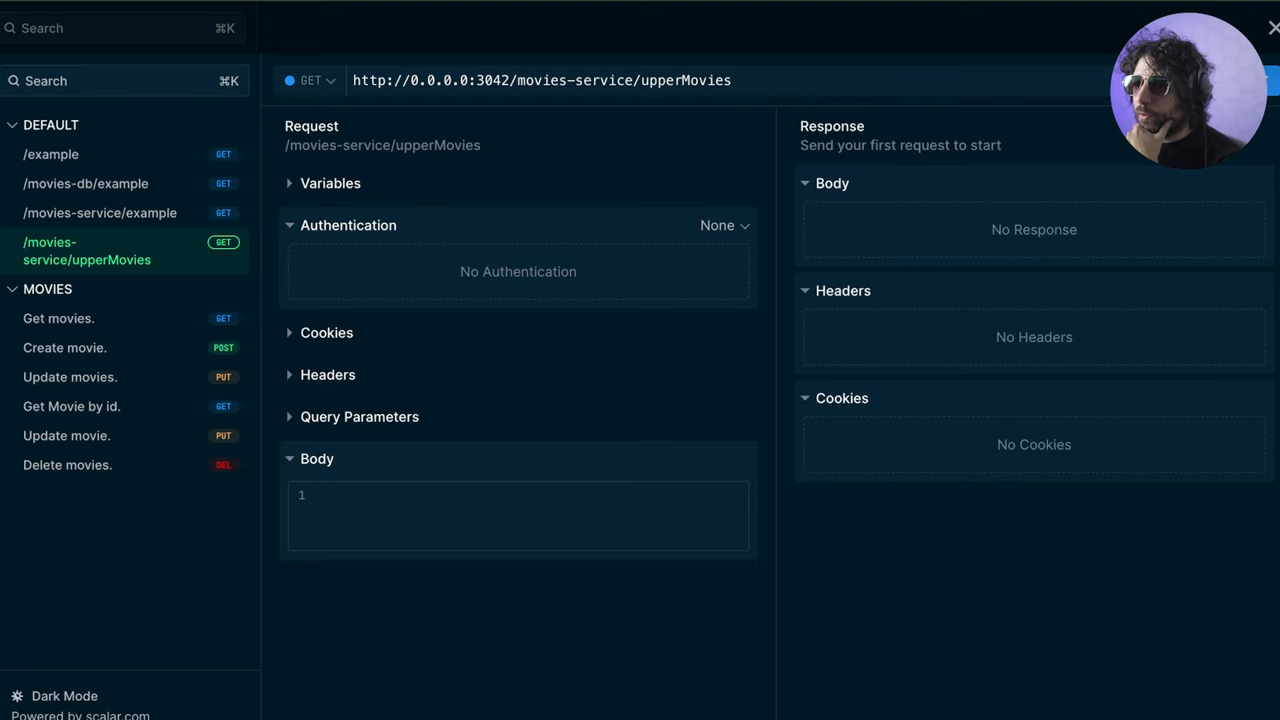 Search ⌘K
Search ⌘K
GET http://0.0.0.0:3042/movies-service/upperMovies
DEFAULT
/example GET
/movies-db/example GET
/movies-service/example GET
/movies- GET
service/upperMovies
MOVIES
Get movies. GET
Create movie. POST
Update movies. PUT
Get Movie by id. GET
Update movie. PUT
Delete movies. DEL
Dark Mode
Powered by scalar.com
Request
/movies-service/upperMovies
Variables
Authentication None
No Authentication
Cookies
Headers
Query Parameters
Body
1
Response
Send your first request to start
Body
No Response
Headers
No Headers
Cookies
No Cookies